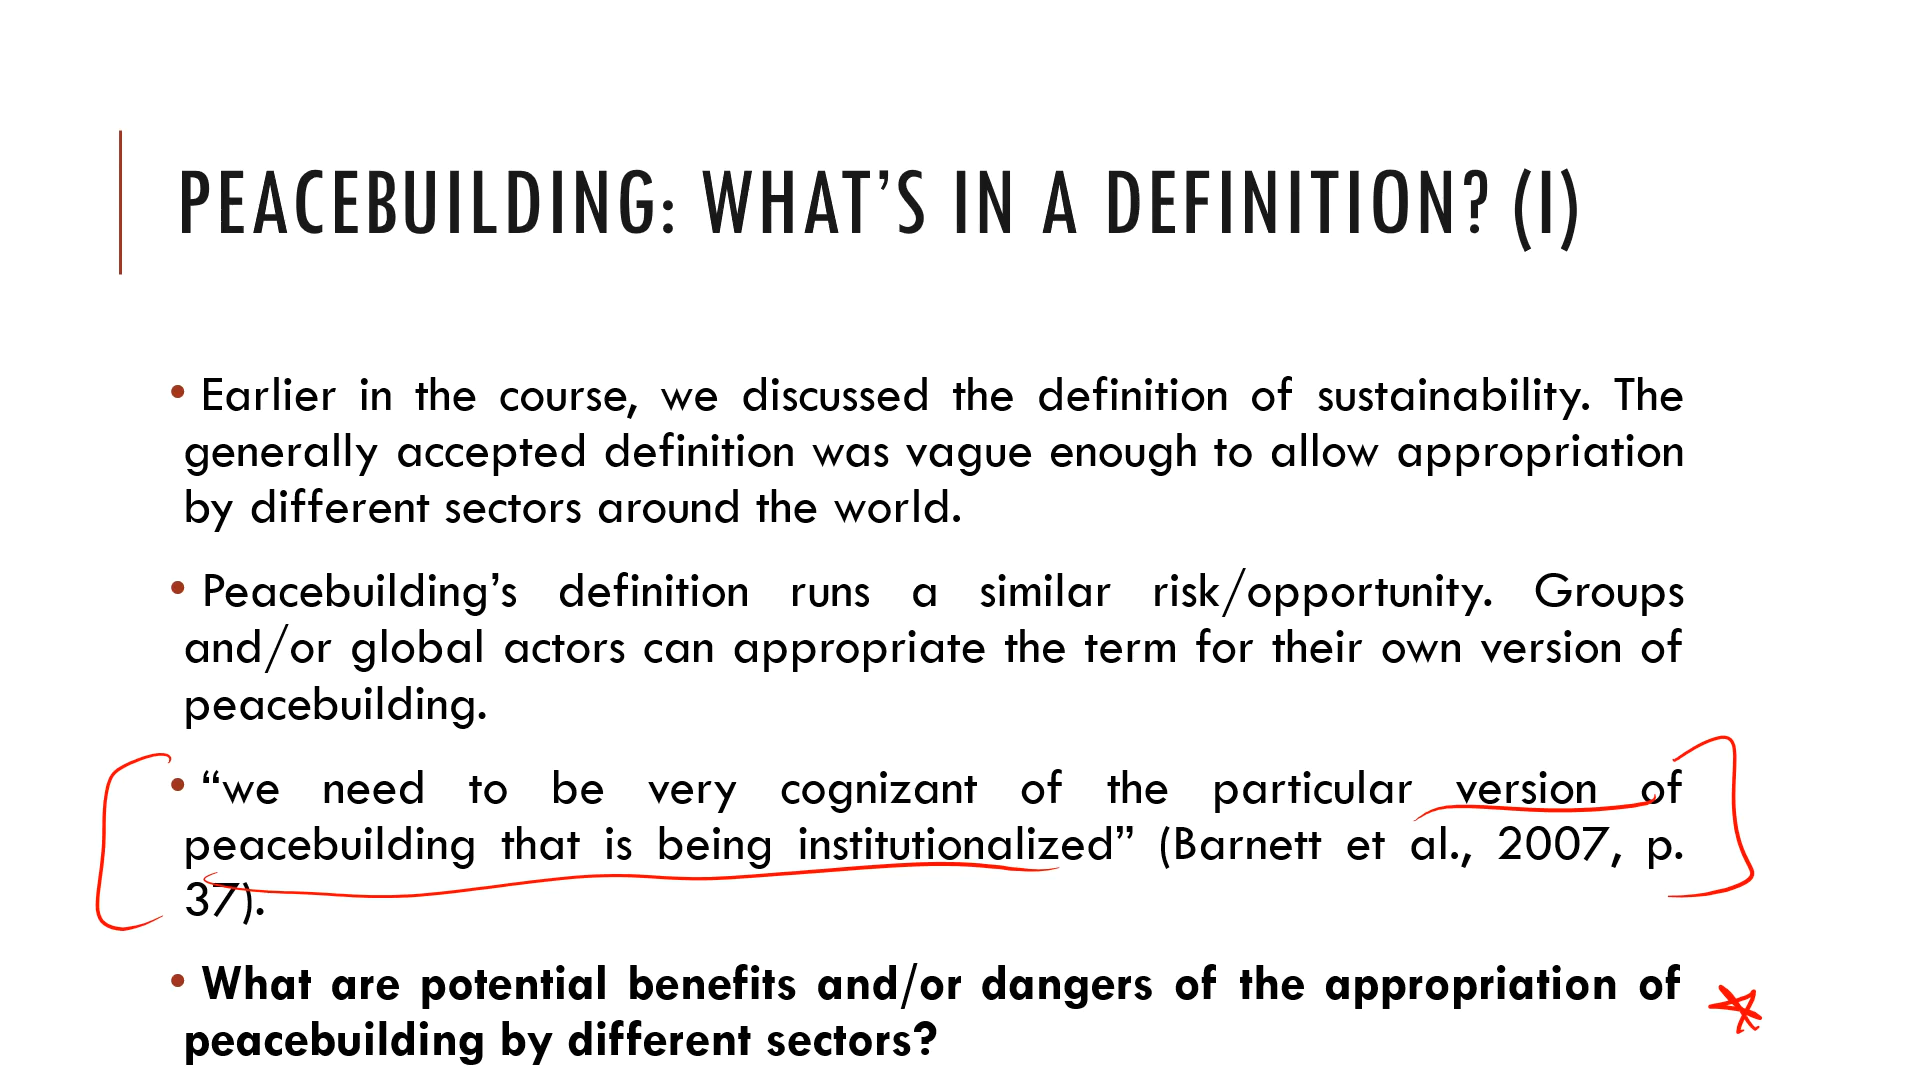 PEACEBUILDING: WHAT’S IN A DEFINITION? (I)
• Earlier in the course, we discussed the definition of sustainability. The
generally accepted definition was vague enough to allow appropriation
by different sectors around the world.
• Peacebuilding’s definition runs a similar risk/opportunity. Groups
and/or global actors can appropriate the term for their own version of
peacebuilding.
• “we need to be very cognizant of the particular version of
peacebuilding that is being institutionalized” (Barnett et al., 2007, p.
37).
• What are potential benefits and/or dangers of the appropriation of
peacebuilding by different sectors?